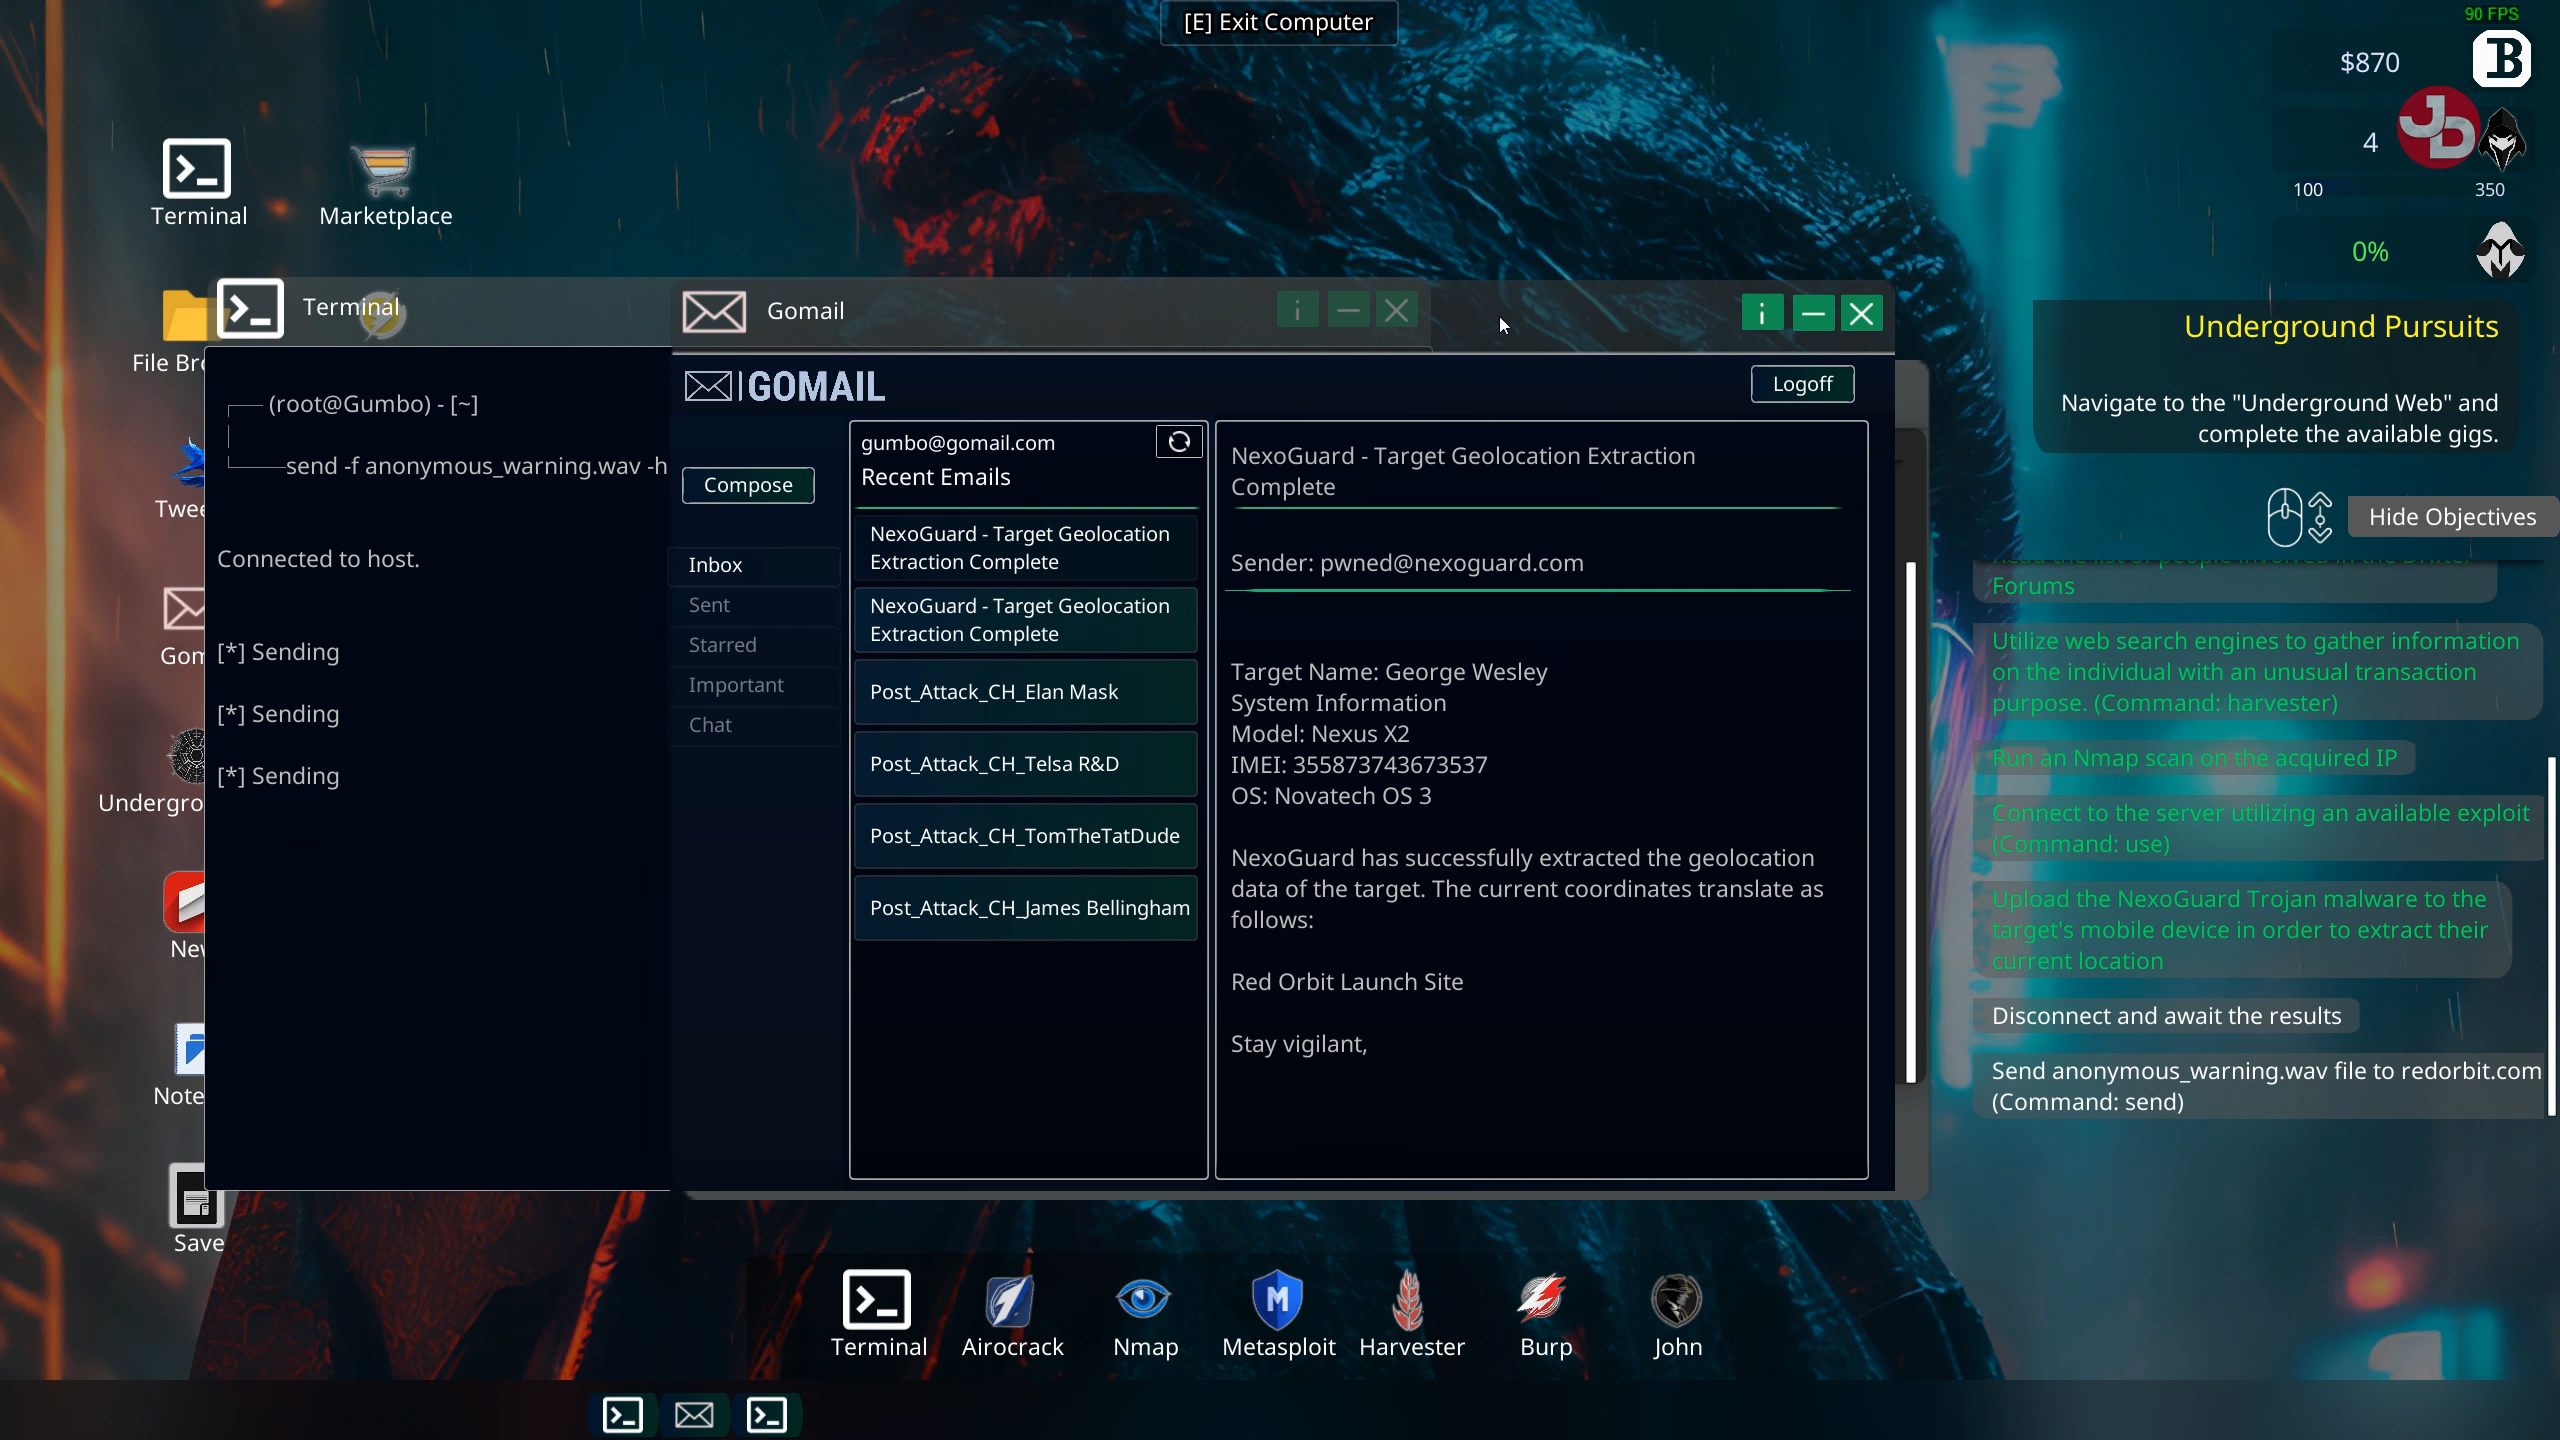 [E] Exit Computer
90 FPS
$870
B
4
JD
100
350
0%
Underground Pursuits
Navigate to the "Underground Web" and
complete the available gigs.
Hide Objectives
Forums
Utilize web search engines to gather information
on the individual with an unusual transaction
purpose. (Command: harvester)
Run an Nmap scan on the acquired IP
Connect to the server utilizing an available exploit
(Command: use)
Upload the NexoGuard Trojan malware to the
target's mobile device in order to extract their
current location
Disconnect and await the results
Send anonymous_warning.wav file to redorbit.com
(Command: send)
Terminal
Marketplace
File Bro
Twee
Gom
Undergro
New
Note
Save
Terminal
(root@Gumbo) - [~]
send -f anonymous_warning.wav -h
Connected to host.
[*] Sending
[*] Sending
[*] Sending
Gomail
GOMAIL
Logoff
Compose
Inbox
Sent
Starred
Important
Chat
gumbo@gomail.com
Recent Emails
NexoGuard - Target Geolocation
Extraction Complete
NexoGuard - Target Geolocation
Extraction Complete
Post_Attack_CH_Elan Mask
Post_Attack_CH_Telsa R&D
Post_Attack_CH_TomTheTatDude
Post_Attack_CH_James Bellingham
NexoGuard - Target Geolocation Extraction
Complete
Sender: pwned@nexoguard.com
Target Name: George Wesley
System Information
Model: Nexus X2
IMEI: 355873743673537
OS: Novatech OS 3
NexoGuard has successfully extracted the geolocation
data of the target. The current coordinates translate as
follows:
Red Orbit Launch Site
Stay vigilant,
Terminal
Airocrack
Nmap
Metasploit
Harvester
Burp
John